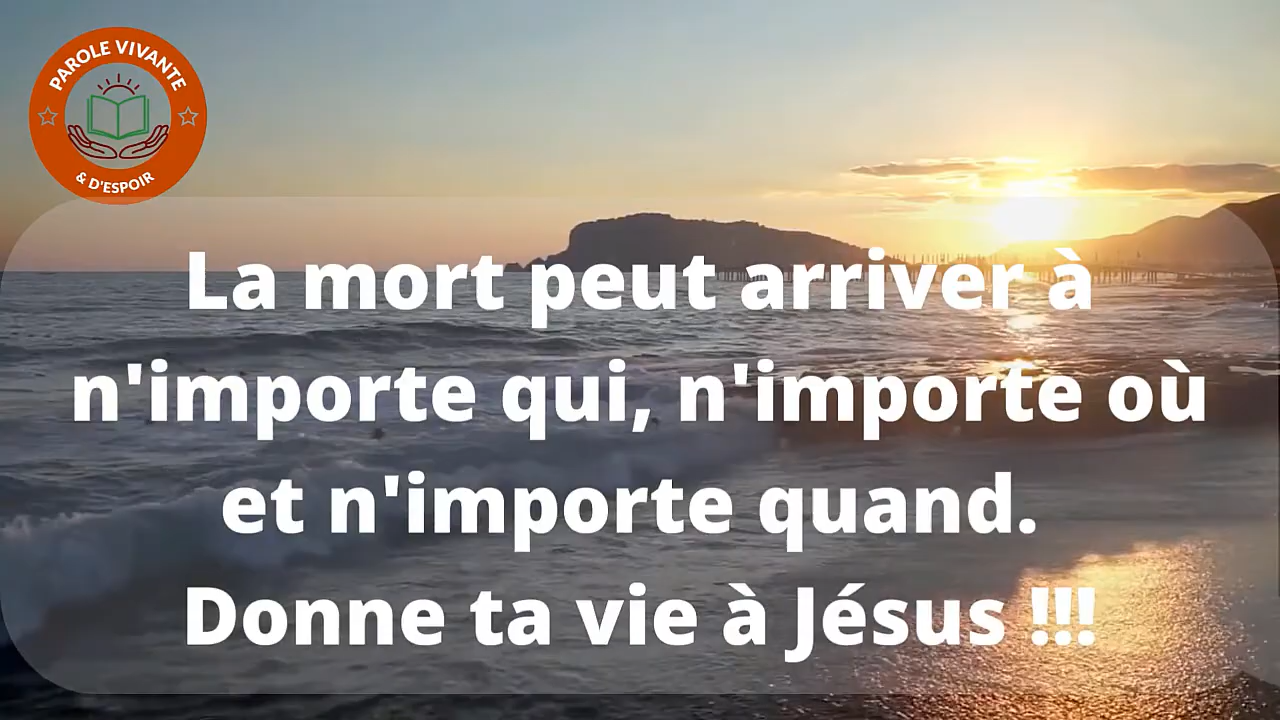 PAROLE VIVANTE
& D'ESPOIR
La mort peut arriver à
n'importe qui, n'importe où
et n'importe quand.
Donne ta vie à Jésus !!!